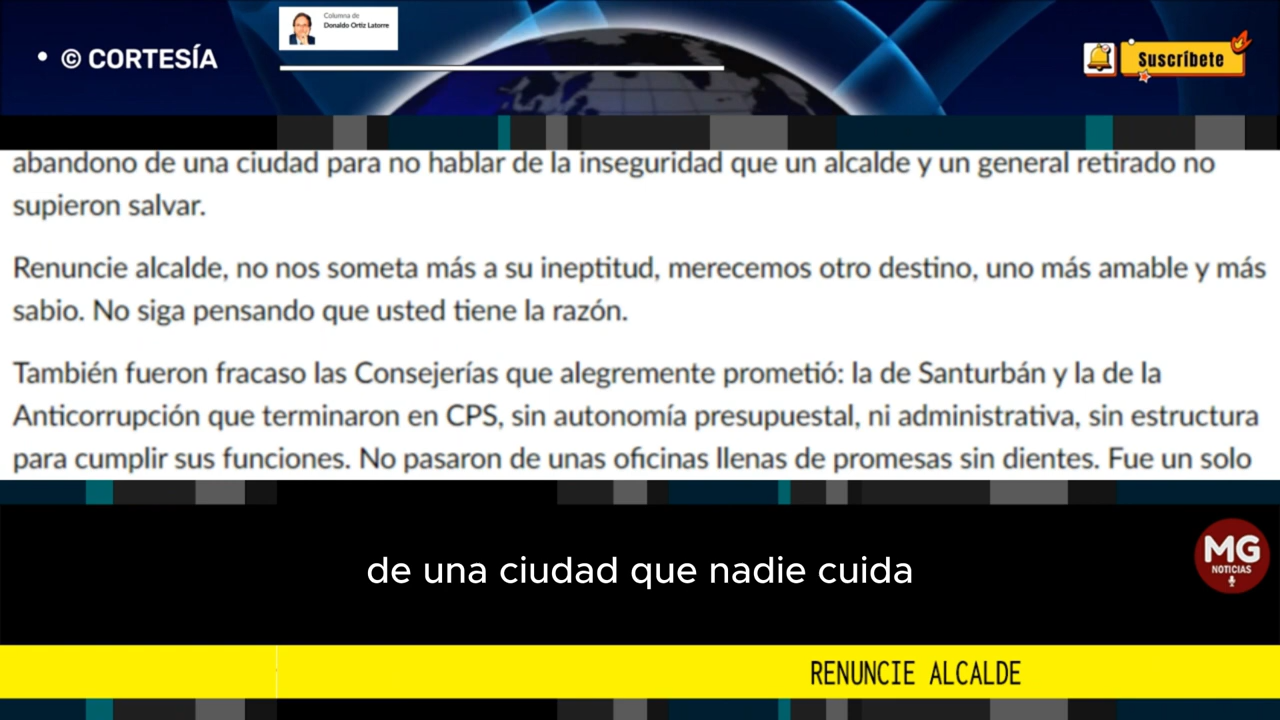 • © CORTESÍA
Columna de
Donaldo Ortiz Latorre
Suscríbete
abandono de una ciudad para no hablar de la inseguridad que un alcalde y un general retirado no
supieron salvar.
Renuncie alcalde, no nos someta más a su ineptitud, merecemos otro destino, uno más amable y más
sabio. No siga pensando que usted tiene la razón.
También fueron fracaso las Consejerías que alegremente prometió: la de Santurbán y la de la
Anticorrupción que terminaron en CPS, sin autonomía presupuestal, ni administrativa, sin estructura
para cumplir sus funciones. No pasaron de unas oficinas llenas de promesas sin dientes. Fue un solo
de una ciudad que nadie cuida
MG
NOTICIAS
RENUNCIE ALCALDE